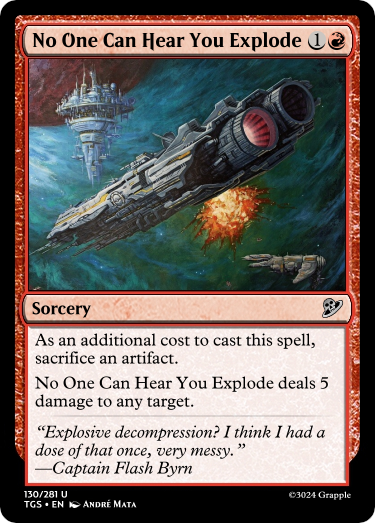 No One Can Hear You Explode 1
Sorcery
As an additional cost to cast this spell,
sacrifice an artifact.
No One Can Hear You Explode deals 5
damage to any target.
“Explosive decompression? I think I had a
dose of that once, very messy.”
—Captain Flash Byrn
130/281 U
©3024 Grapple
TGS • EN André Mata